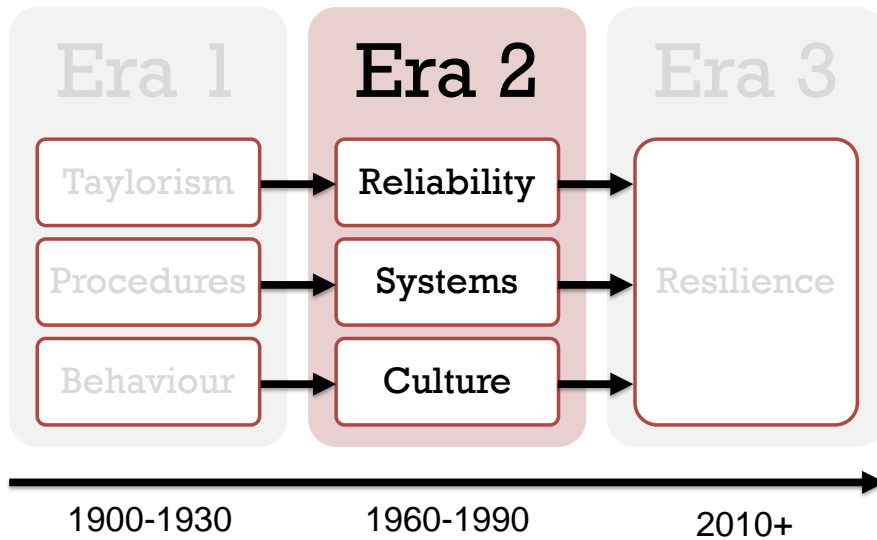 Era 1
Era 2
Era 3
Taylorism
Reliability
Procedures
Systems
Resilience
Behaviour
Culture
1900-1930
1960-1990
2010+